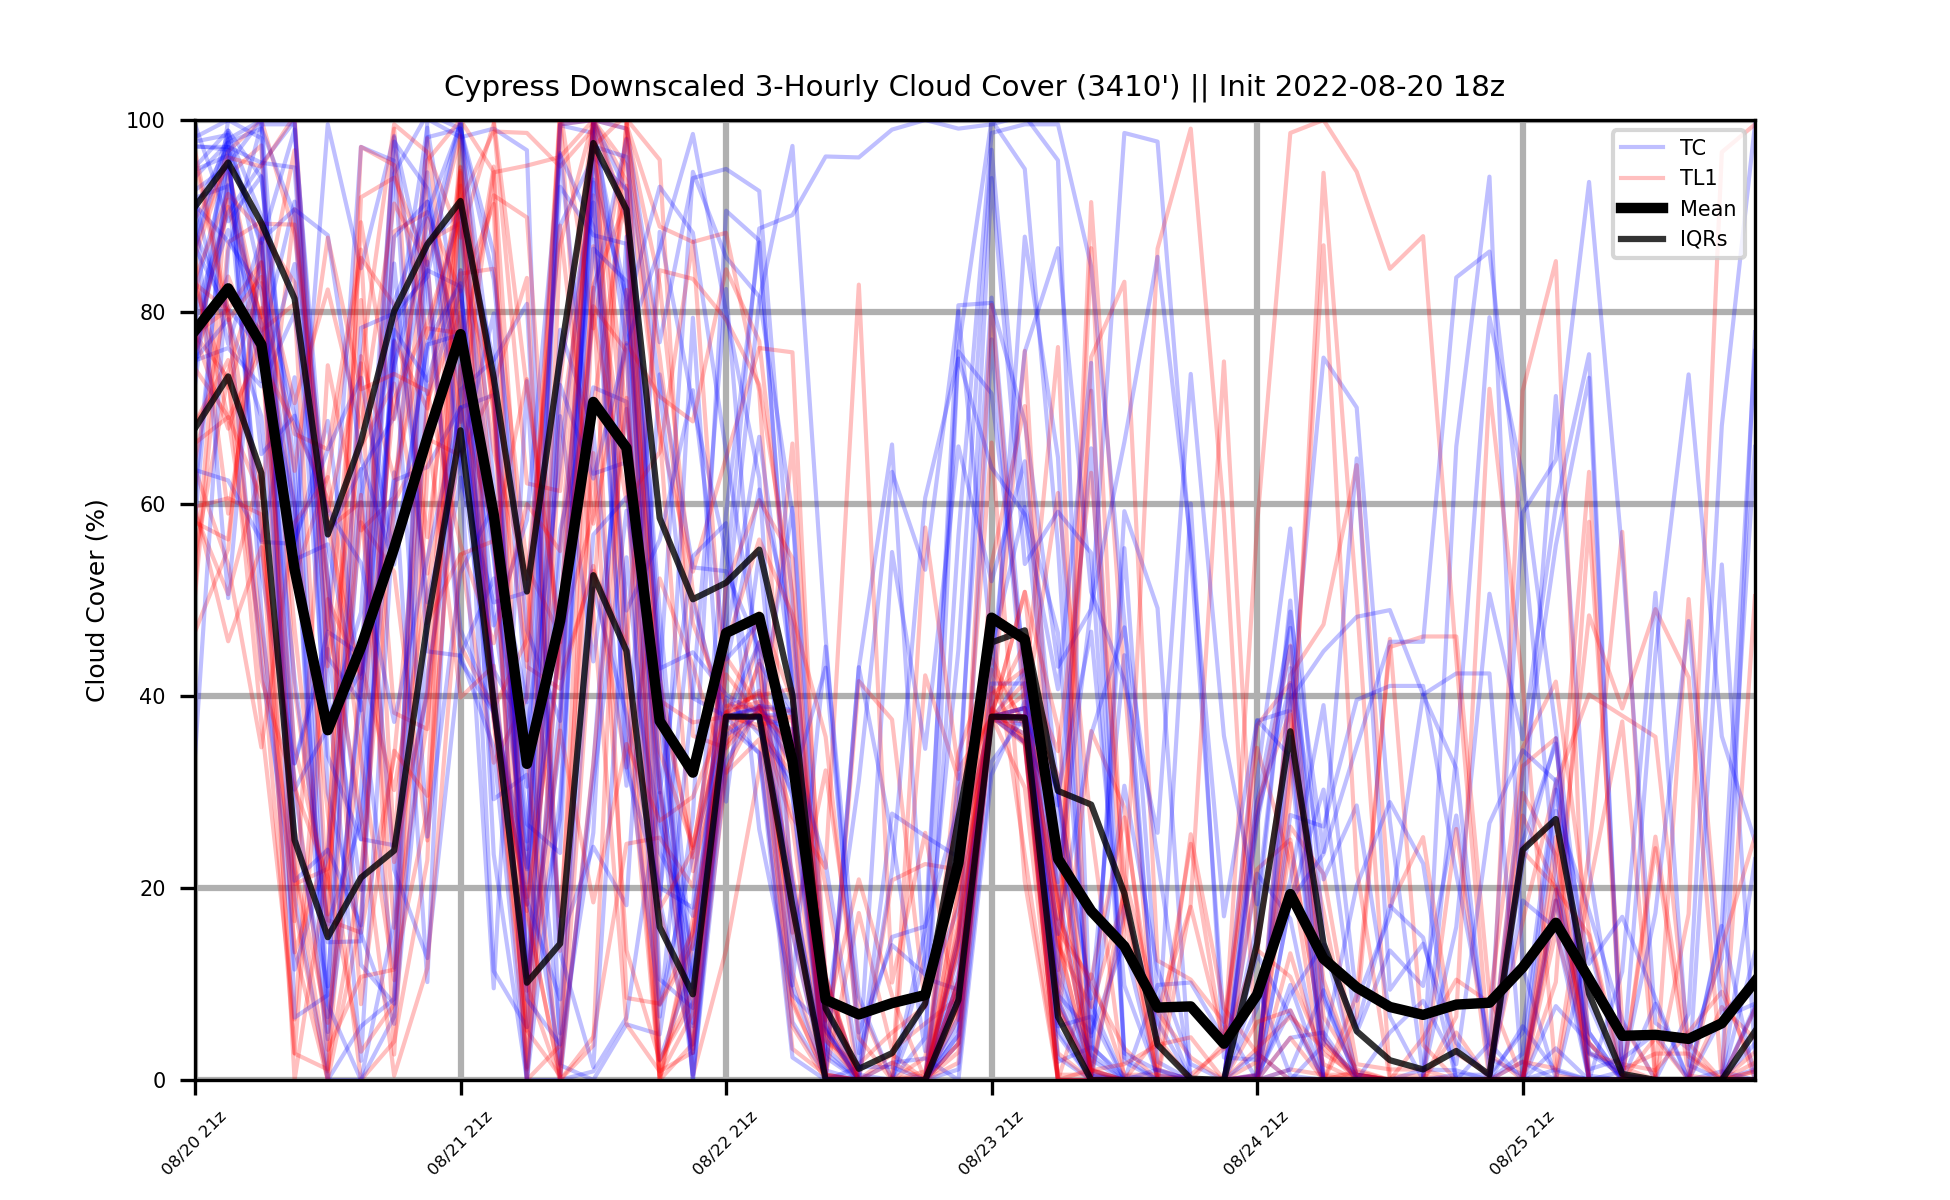 Cypress Downscaled 3-Hourly Cloud Cover (3410') || Init 2022-08-20 18z
100
80
60
40
20
0
Cloud Cover (%)
TC
TL1
Mean
IQRs
08/20 21z
08/21 21z
08/22 21z
08/23 21z
08/24 21z
08/25 21z